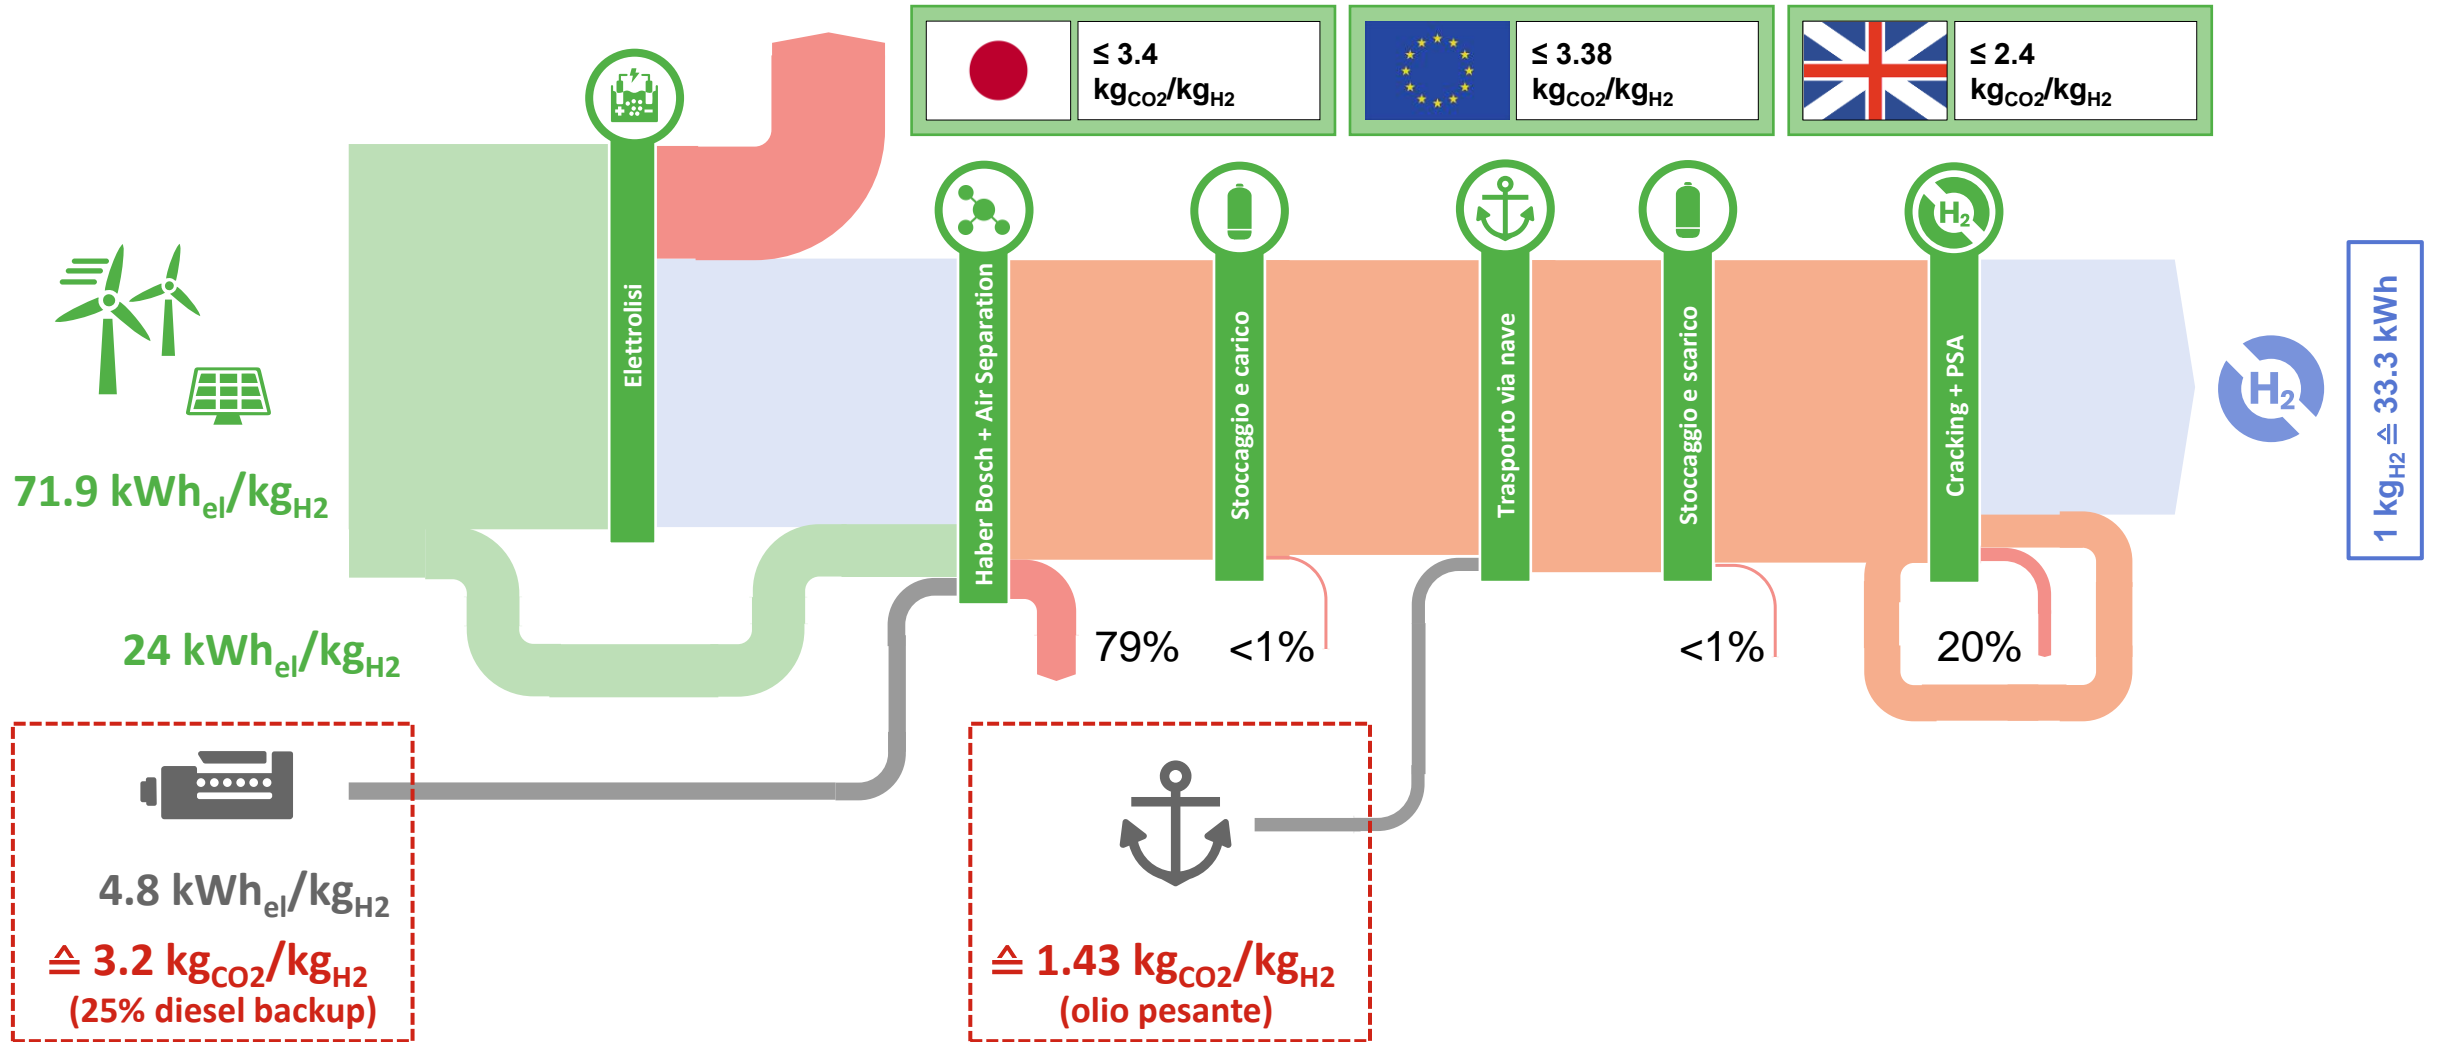 ≤ 3.4
kgCO2/kgH2
≤ 3.38
kgCO2/kgH2
≤ 2.4
kgCO2/kgH2
Elettrolisi
Haber Bosch + Air Separation
Stoccaggio e carico
Trasporto via nave
Stoccaggio e scarico
H2
Cracking + PSA
H2
1 kgH2 ≙ 33.3 kWh
71.9 kWhel/kgH2
24 kWhel/kgH2
79%
<1%
<1%
20%
4.8 kWhel/kgH2
≙ 3.2 kgCO2/kgH2
(25% diesel backup)
≙ 1.43 kgCO2/kgH2
(olio pesante)